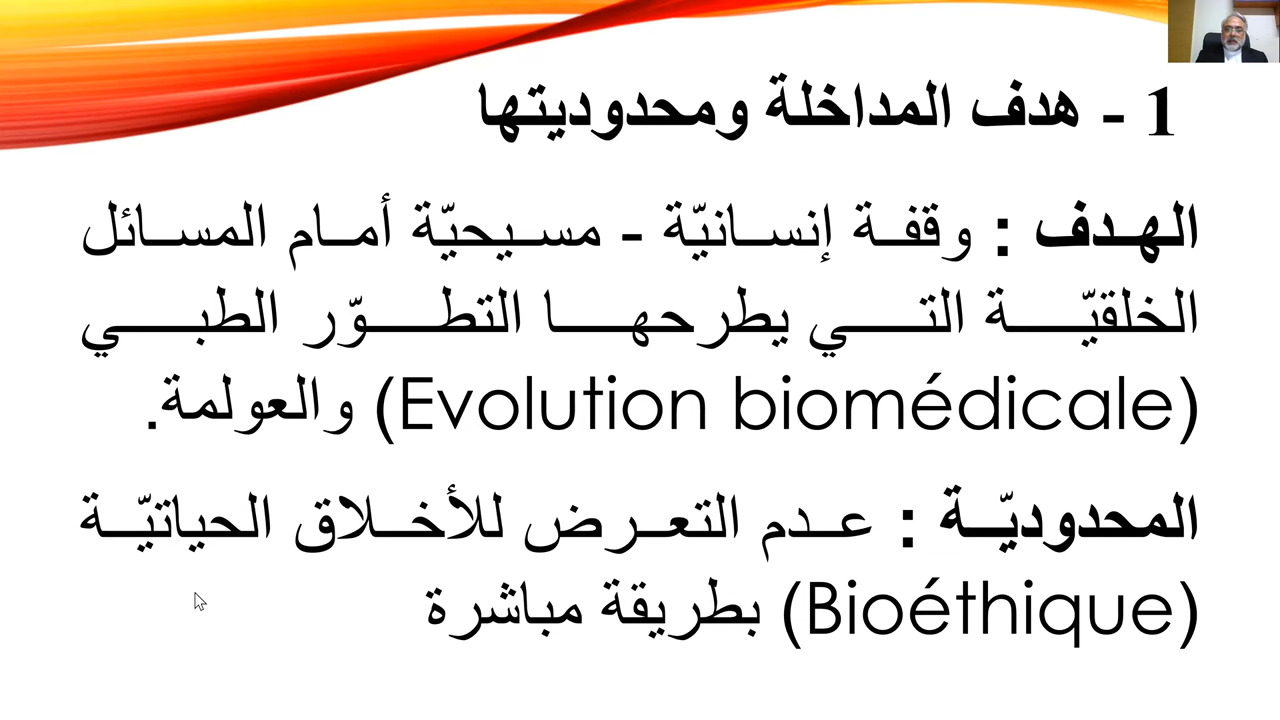 1 - هدف المداخلة ومحدوديتها
الهدف : وقفة إنسانيّة - مسيحيّة أمام المسائل
الخلقيّة التي يطرحها التطوّر الطبي
(Evolution biomédicale) والعولمة.
المحدوديّة : عدم التعرض للأخلاق الحياتيّة
(Bioéthique) بطريقة مباشرة